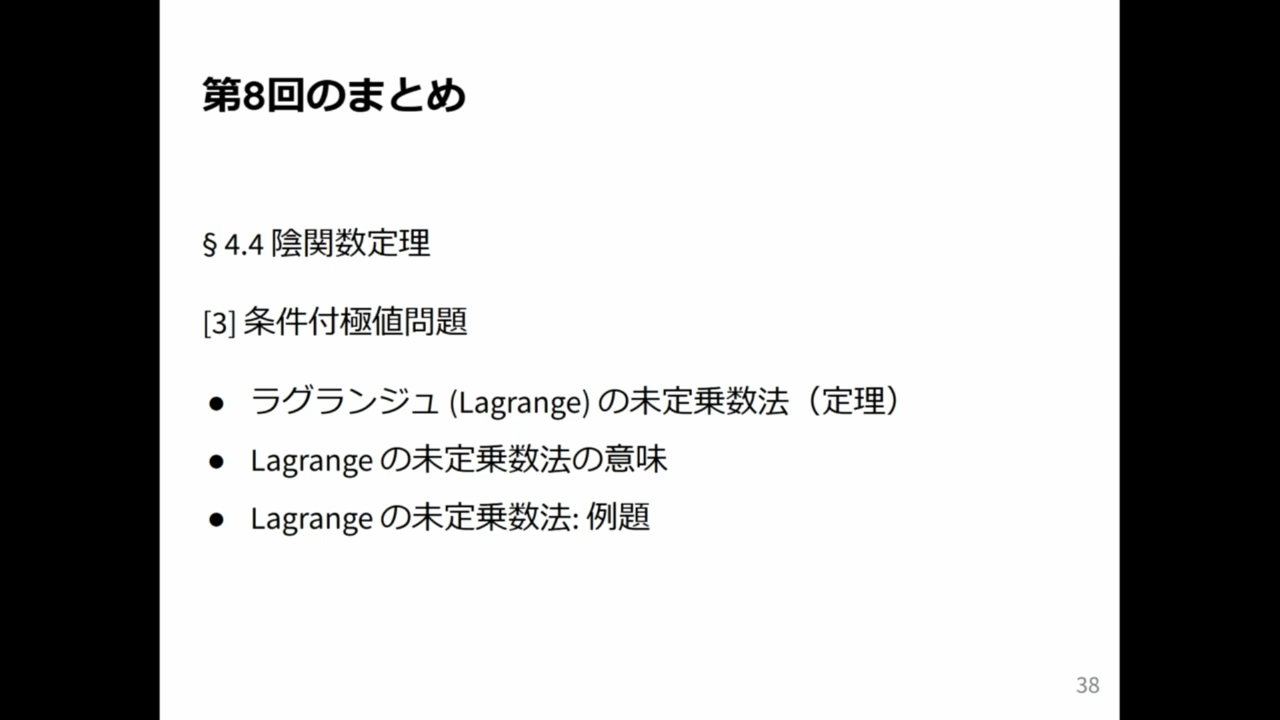 第8回のまとめ
§ 4.4 陰関数定理
[3] 条件付極値問題
● ラグランジュ (Lagrange) の未定乗数法（定理）
● Lagrange の未定乗数法の意味
● Lagrange の未定乗数法: 例題
38